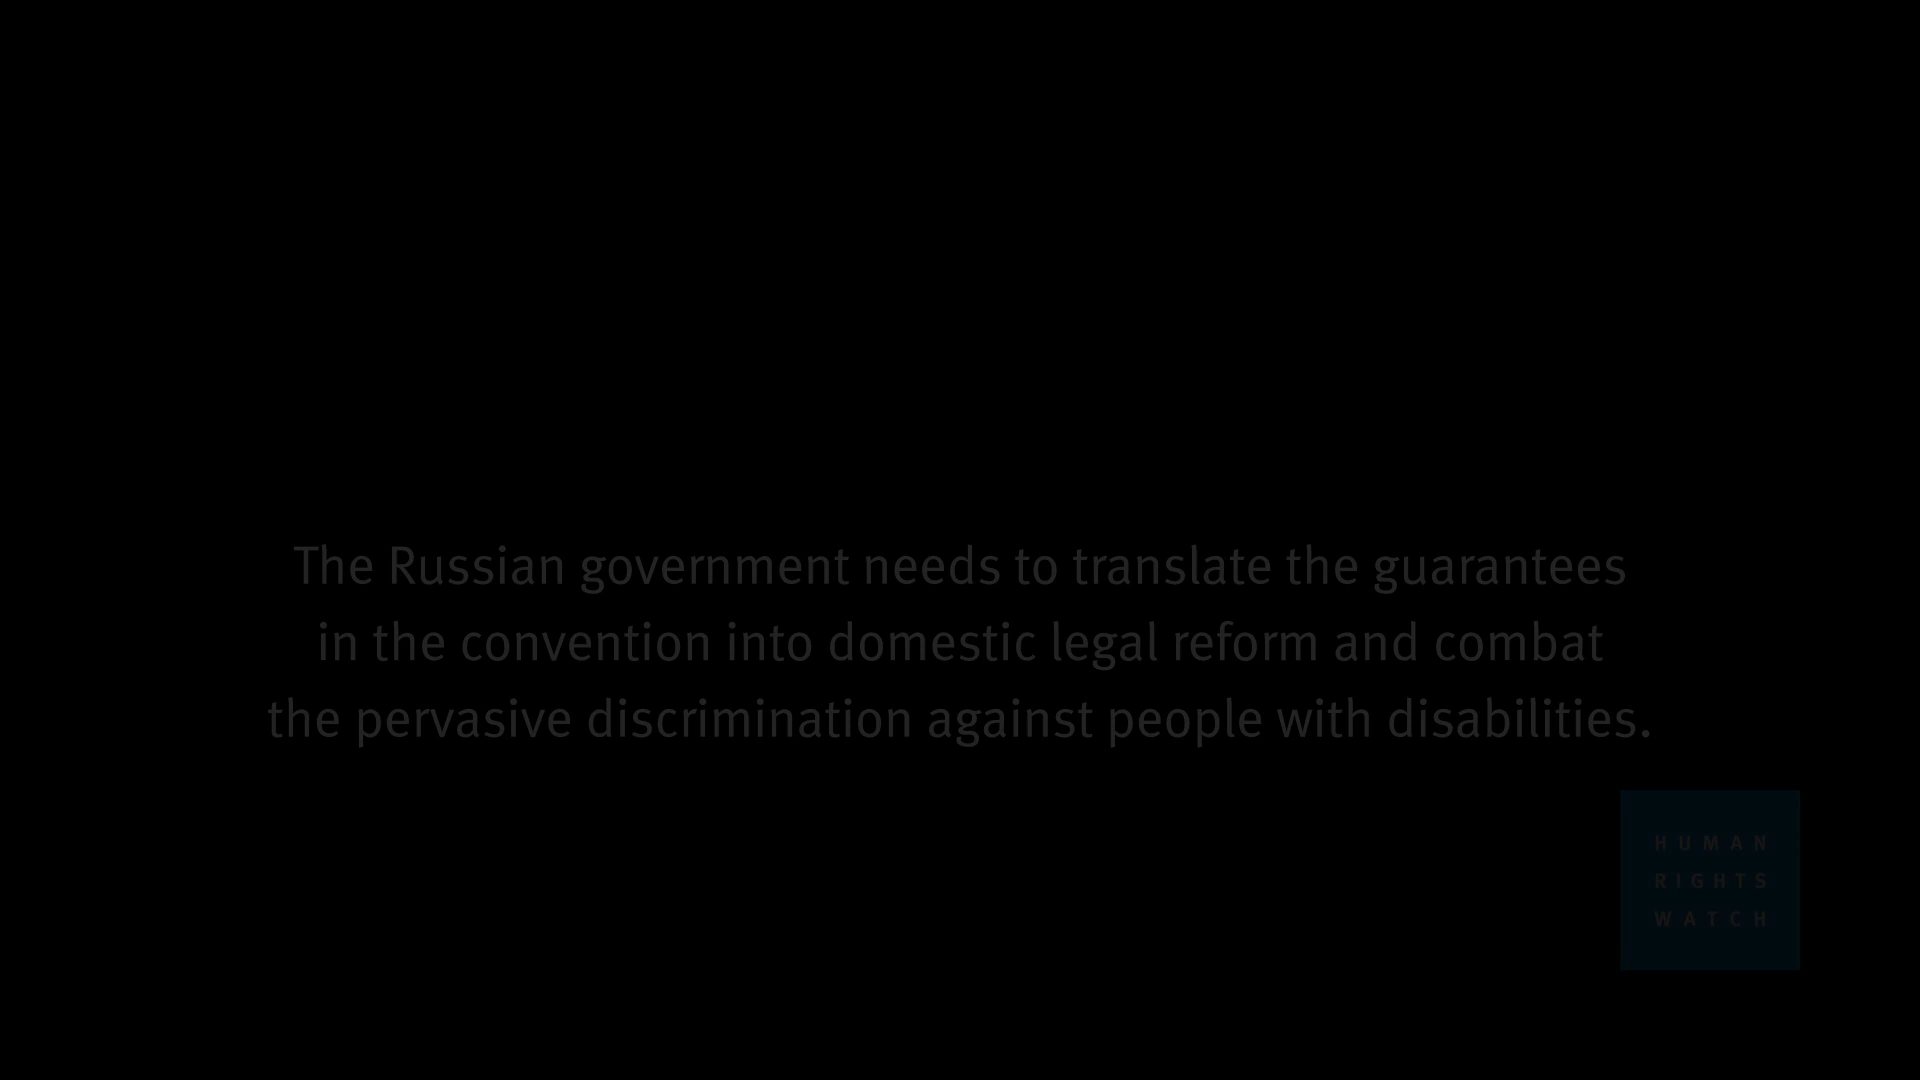 The Russian government needs to translate the guarantees
in the convention into domestic legal reform and combat
the pervasive discrimination against people with disabilities.
HUMAN
RIGHTS
WATCH